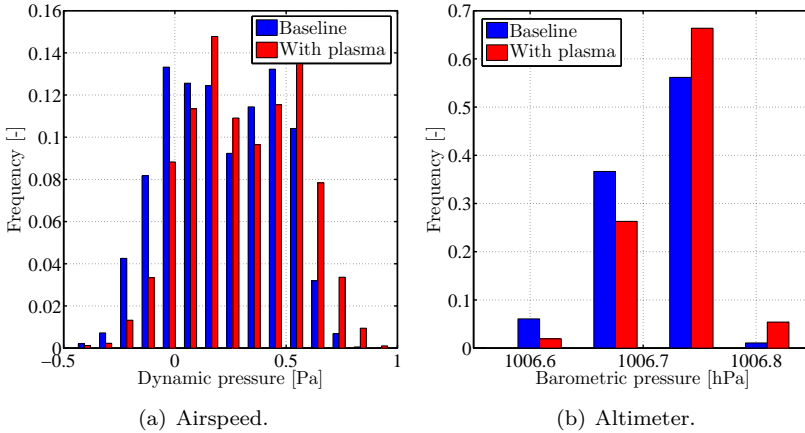 0.16
0.14
0.12
0.1
0.08
0.06
0.04
0.02
0
−0.5
0
0.5
1
Frequency [-]
Dynamic pressure [Pa]
Baseline
With plasma
(a) Airspeed.
0.7
0.6
0.5
0.4
0.3
0.2
0.1
0
1006.6
1006.7
1006.8
Frequency [-]
Barometric pressure [hPa]
Baseline
With plasma
(b) Altimeter.